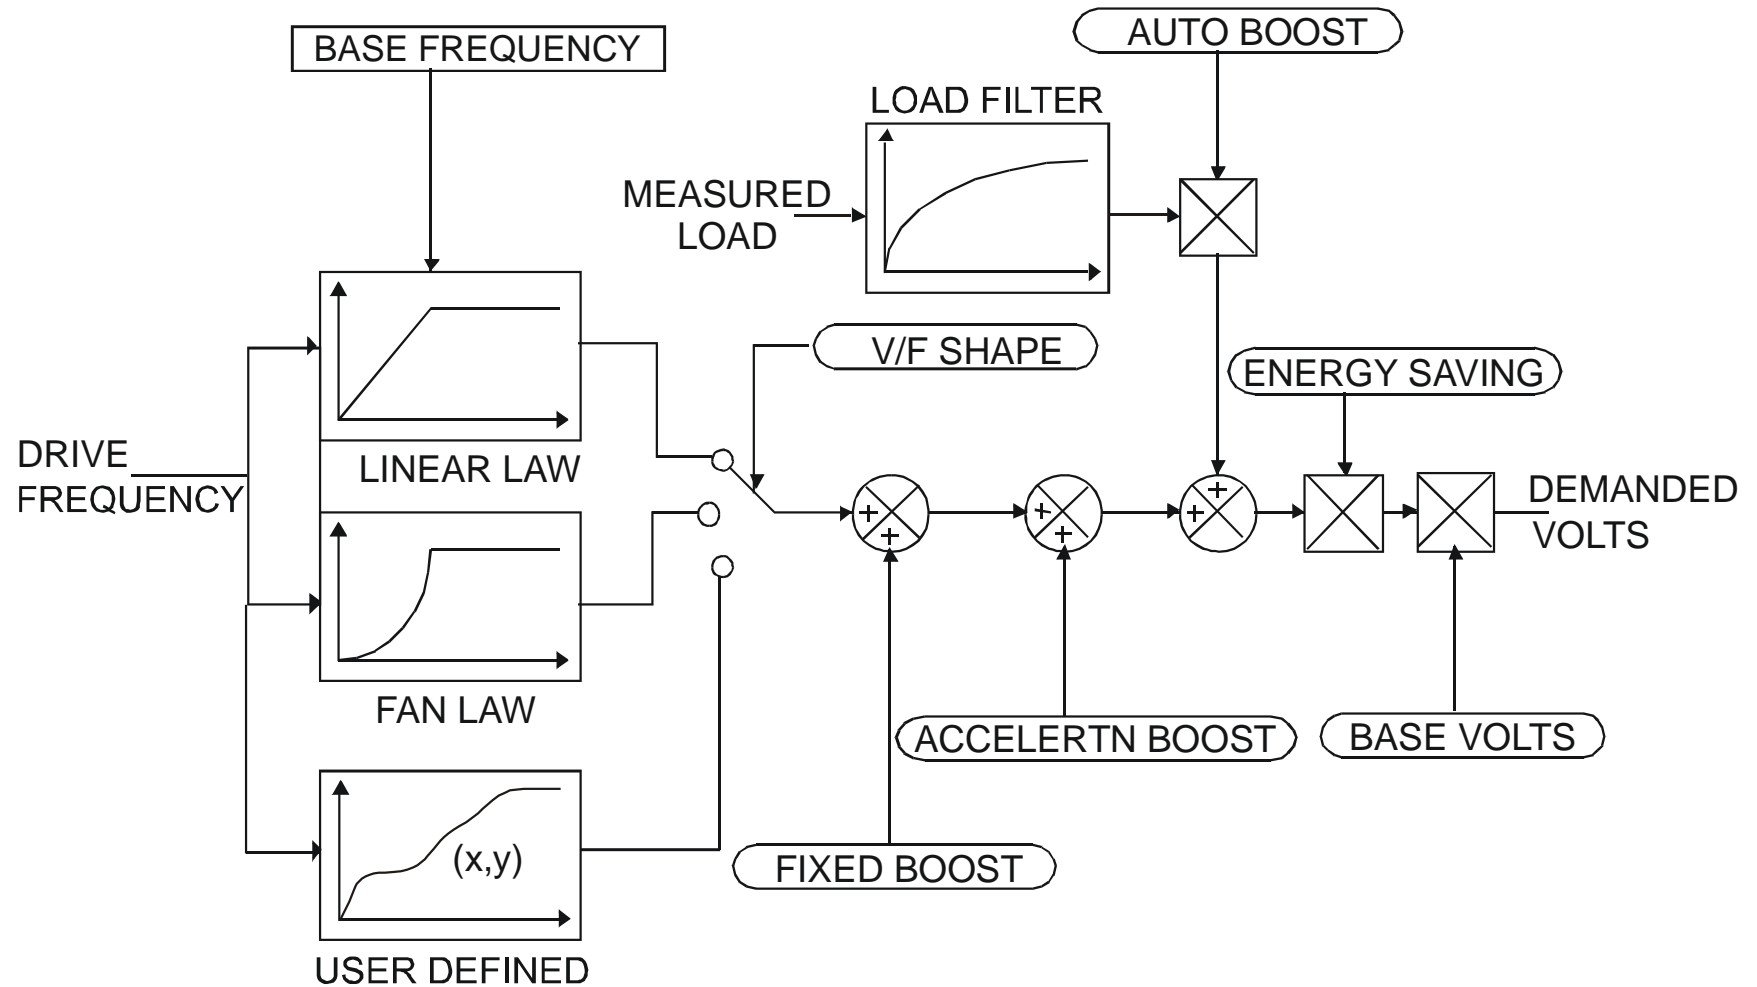 BASE FREQUENCY
AUTO BOOST
LOAD FILTER
MEASURED
LOAD
V/F SHAPE
ENERGY SAVING
DRIVE
FREQUENCY
LINEAR LAW
+
+
+
+
+
+
DEMANDED
VOLTS
FAN LAW
ACCELERTN BOOST
BASE VOLTS
(x,y)
FIXED BOOST
USER DEFINED